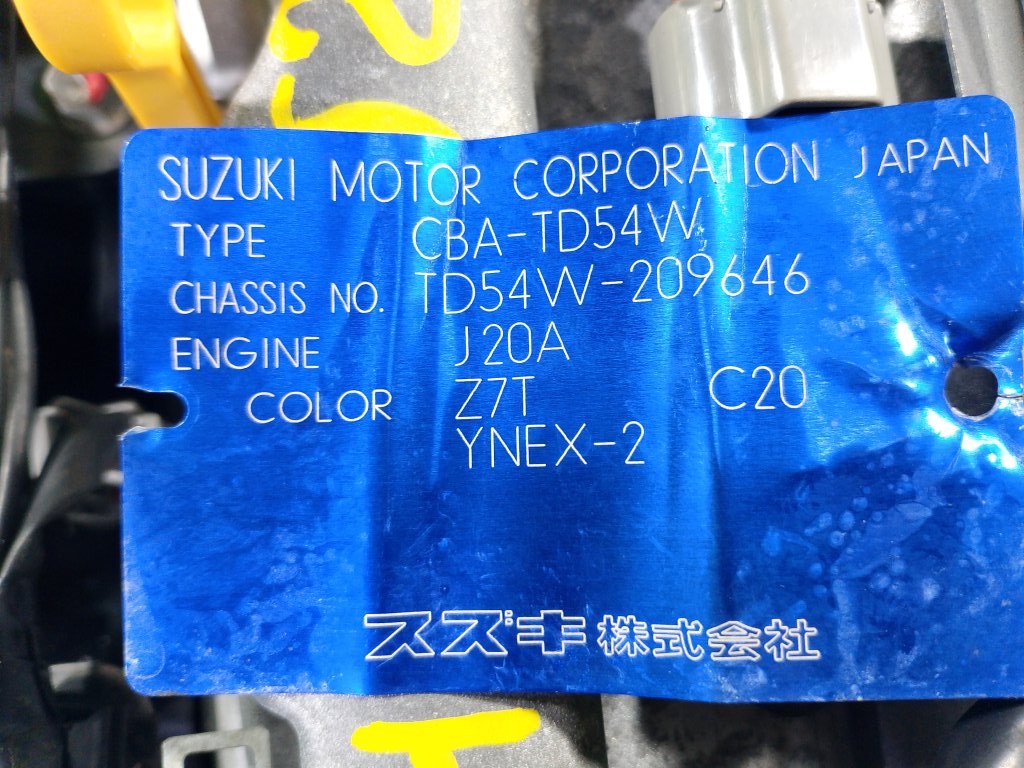 SUZUKI MOTOR CORPORATION JAPAN
TYPE CBA-TD54W
CHASSIS NO. TD54W-209646
ENGINE J20A
COLOR Z7T C20
YNEX-2
スズキ株式会社